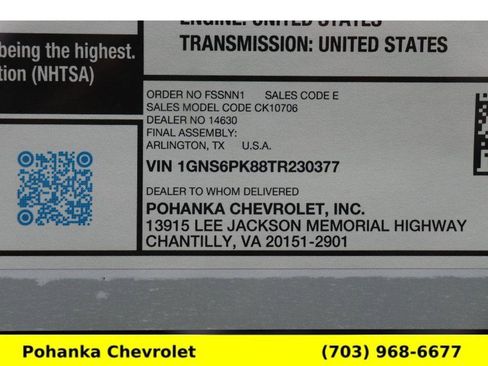 ENGINE: UNITED STATES
TRANSMISSION: UNITED STATES
being the highest.
tion (NHTSA)
ORDER NO FSSNN1 SALES CODE E
SALES MODEL CODE CK10706
DEALER NO 14630
FINAL ASSEMBLY:
ARLINGTON, TX U.S.A.
VIN 1GNS6PK88TR230377
DEALER TO WHOM DELIVERED
POHANKA CHEVROLET, INC.
13915 LEE JACKSON MEMORIAL HIGHWAY
CHANTILLY, VA 20151-2901
Pohanka Chevrolet (703) 968-6677